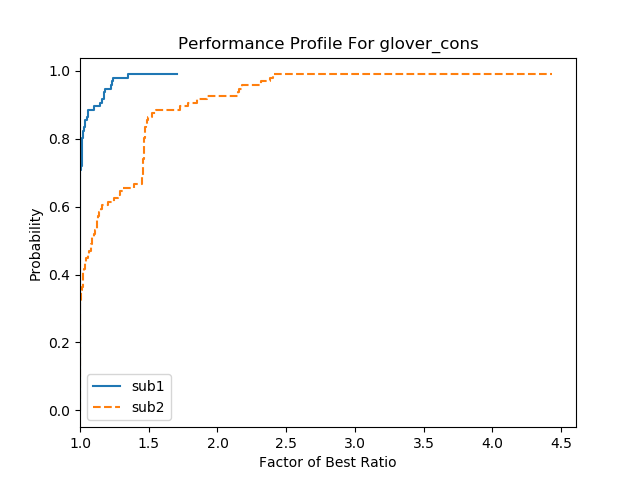 Performance Profile For glover_cons
1.0
0.8
0.6
0.4
0.2
0.0
Probability
sub1
sub2
1.0 1.5 2.0 2.5 3.0 3.5 4.0 4.5
Factor of Best Ratio